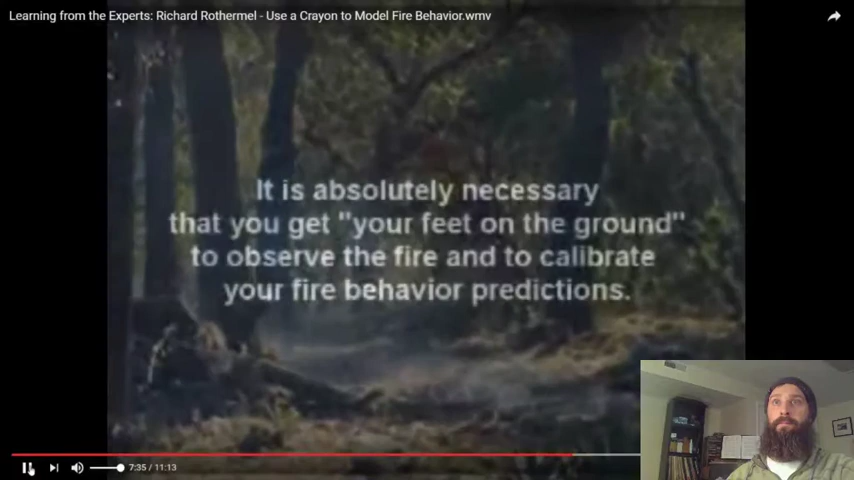 Learning from the Experts: Richard Rothermel - Use a Crayon to Model Fire Behavior.wmv
It is absolutely necessary
that you get "your feet on the ground"
to observe the fire and to calibrate
your fire behavior predictions.
7:35 / 11:13